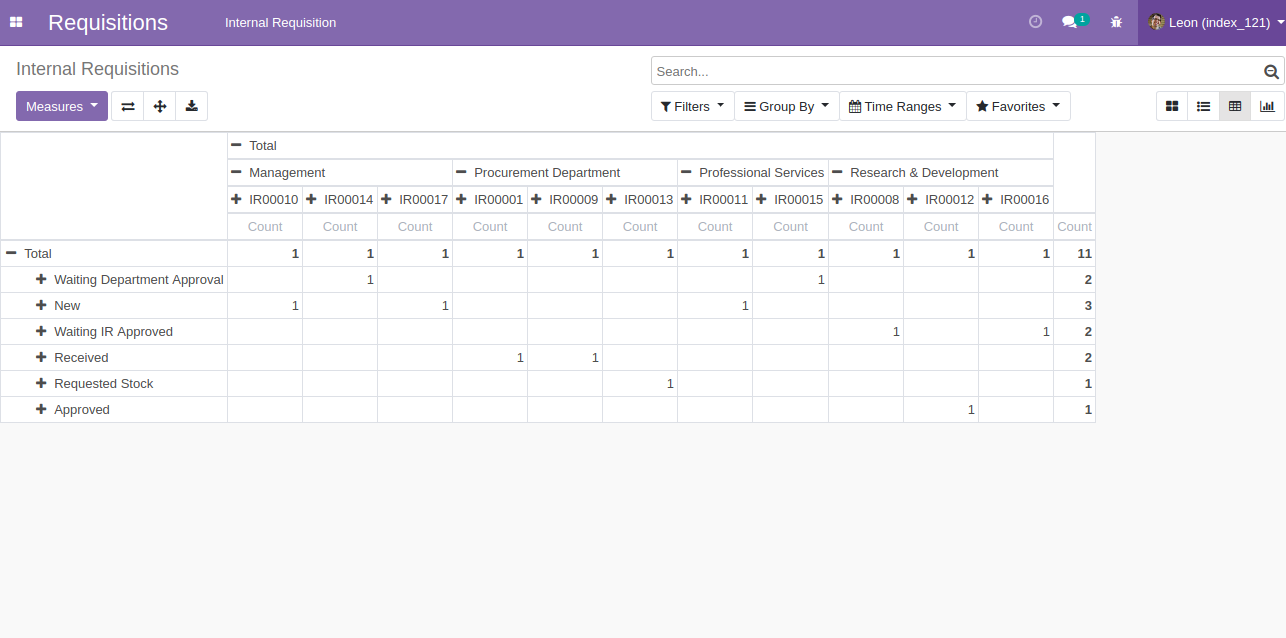 Requisitions Internal Requisition 1 Leon (index_121)
Internal Requisitions Search...
Measures Filters Group By Time Ranges Favorites
Total
Management Procurement Department Professional Services Research & Development
IR00010 IR00014 IR00017 IR00001 IR00009 IR00013 IR00011 IR00015 IR00008 IR00012 IR00016
Count Count Count Count Count Count Count Count Count Count Count Count
Total 1 1 1 1 1 1 1 1 1 1 1 11
Waiting Department Approval 1 1 2
New 1 1 1 3
Waiting IR Approved 1 1 2
Received 1 1 2
Requested Stock 1 1
Approved 1 1